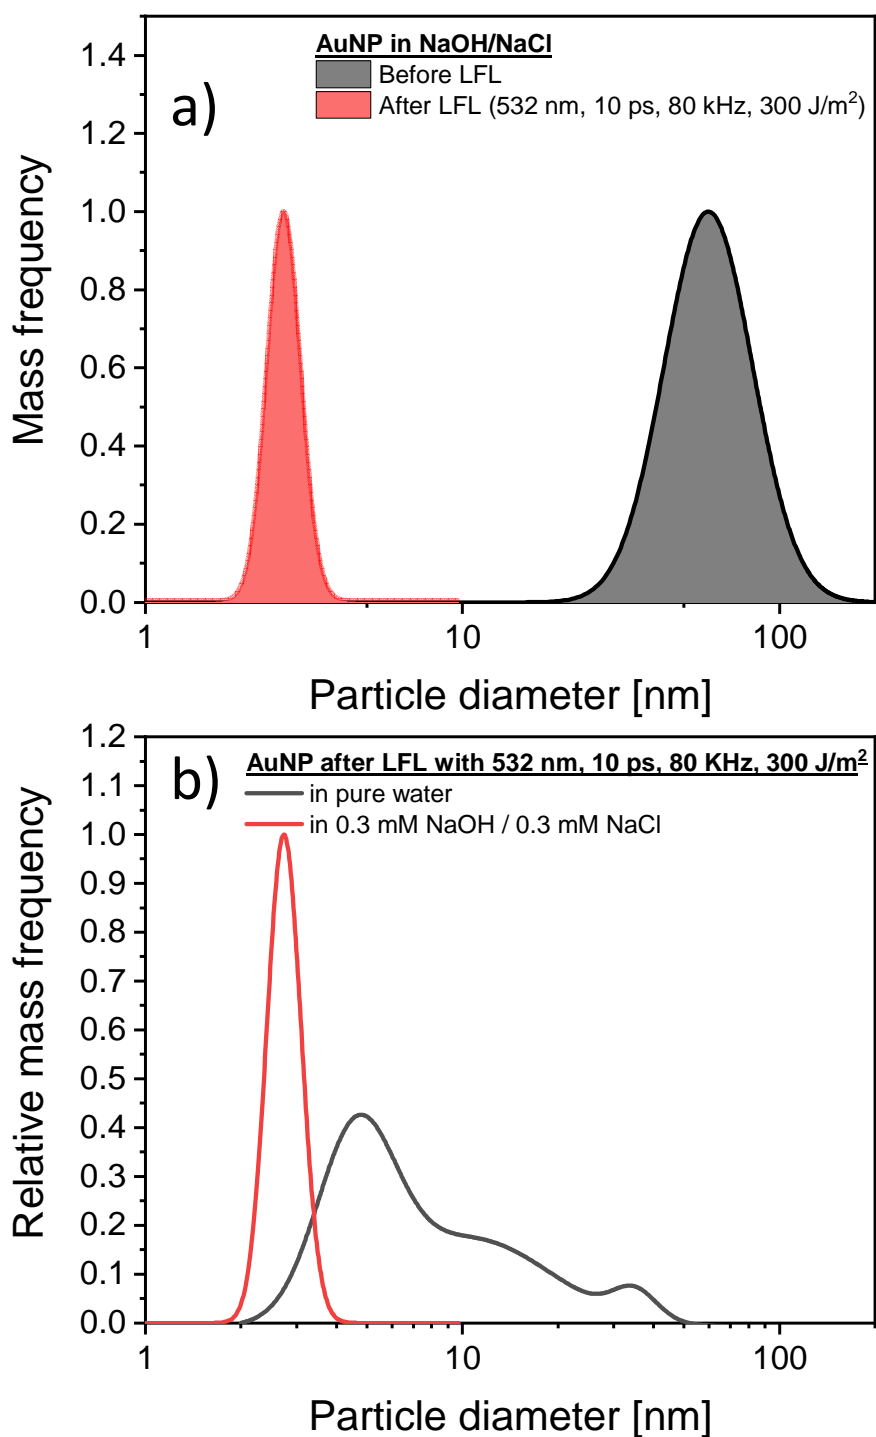 a)
AuNP in NaOH/NaCl
Before LFL
After LFL (532 nm, 10 ps, 80 kHz, 300 J/m²)
Mass frequency
1.4
1.2
1.0
0.8
0.6
0.4
0.2
0.0
1
10
100
Particle diameter [nm]
b)
AuNP after LFL with 532 nm, 10 ps, 80 KHz, 300 J/m²
in pure water
in 0.3 mM NaOH / 0.3 mM NaCl
Relative mass frequency
1.2
1.1
1.0
0.9
0.8
0.7
0.6
0.5
0.4
0.3
0.2
0.1
0.0
1
10
100
Particle diameter [nm]